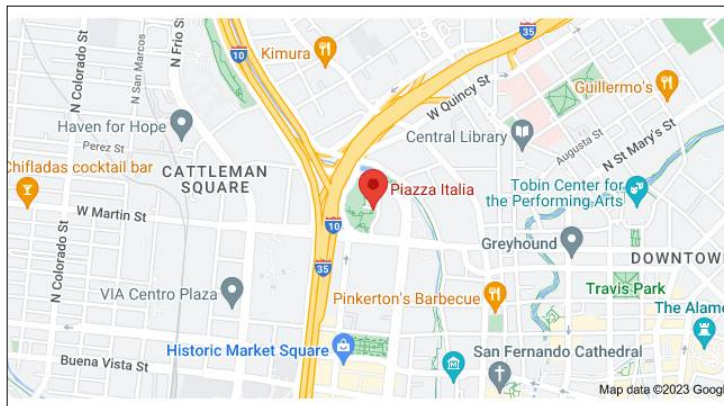 35
N Frio St
10
N Colorado St
N San Marcos
Kimura
W Quincy St
Guillermo's
Haven for Hope
Central Library
Perez St
Augusta St
N St Mary's St
Chifladas cocktail bar
CATTLEMAN
SQUARE
Piazza Italia
Tobin Center for
the Performing Arts
W Martin St
10
Greyhound
DOWNTOWN
N Colorado St
35
VIA Centro Plaza
Pinkerton's Barbecue
Travis Park
The Alamo
Historic Market Square
San Fernando Cathedral
Buena Vista St
Map data ©2023 Google